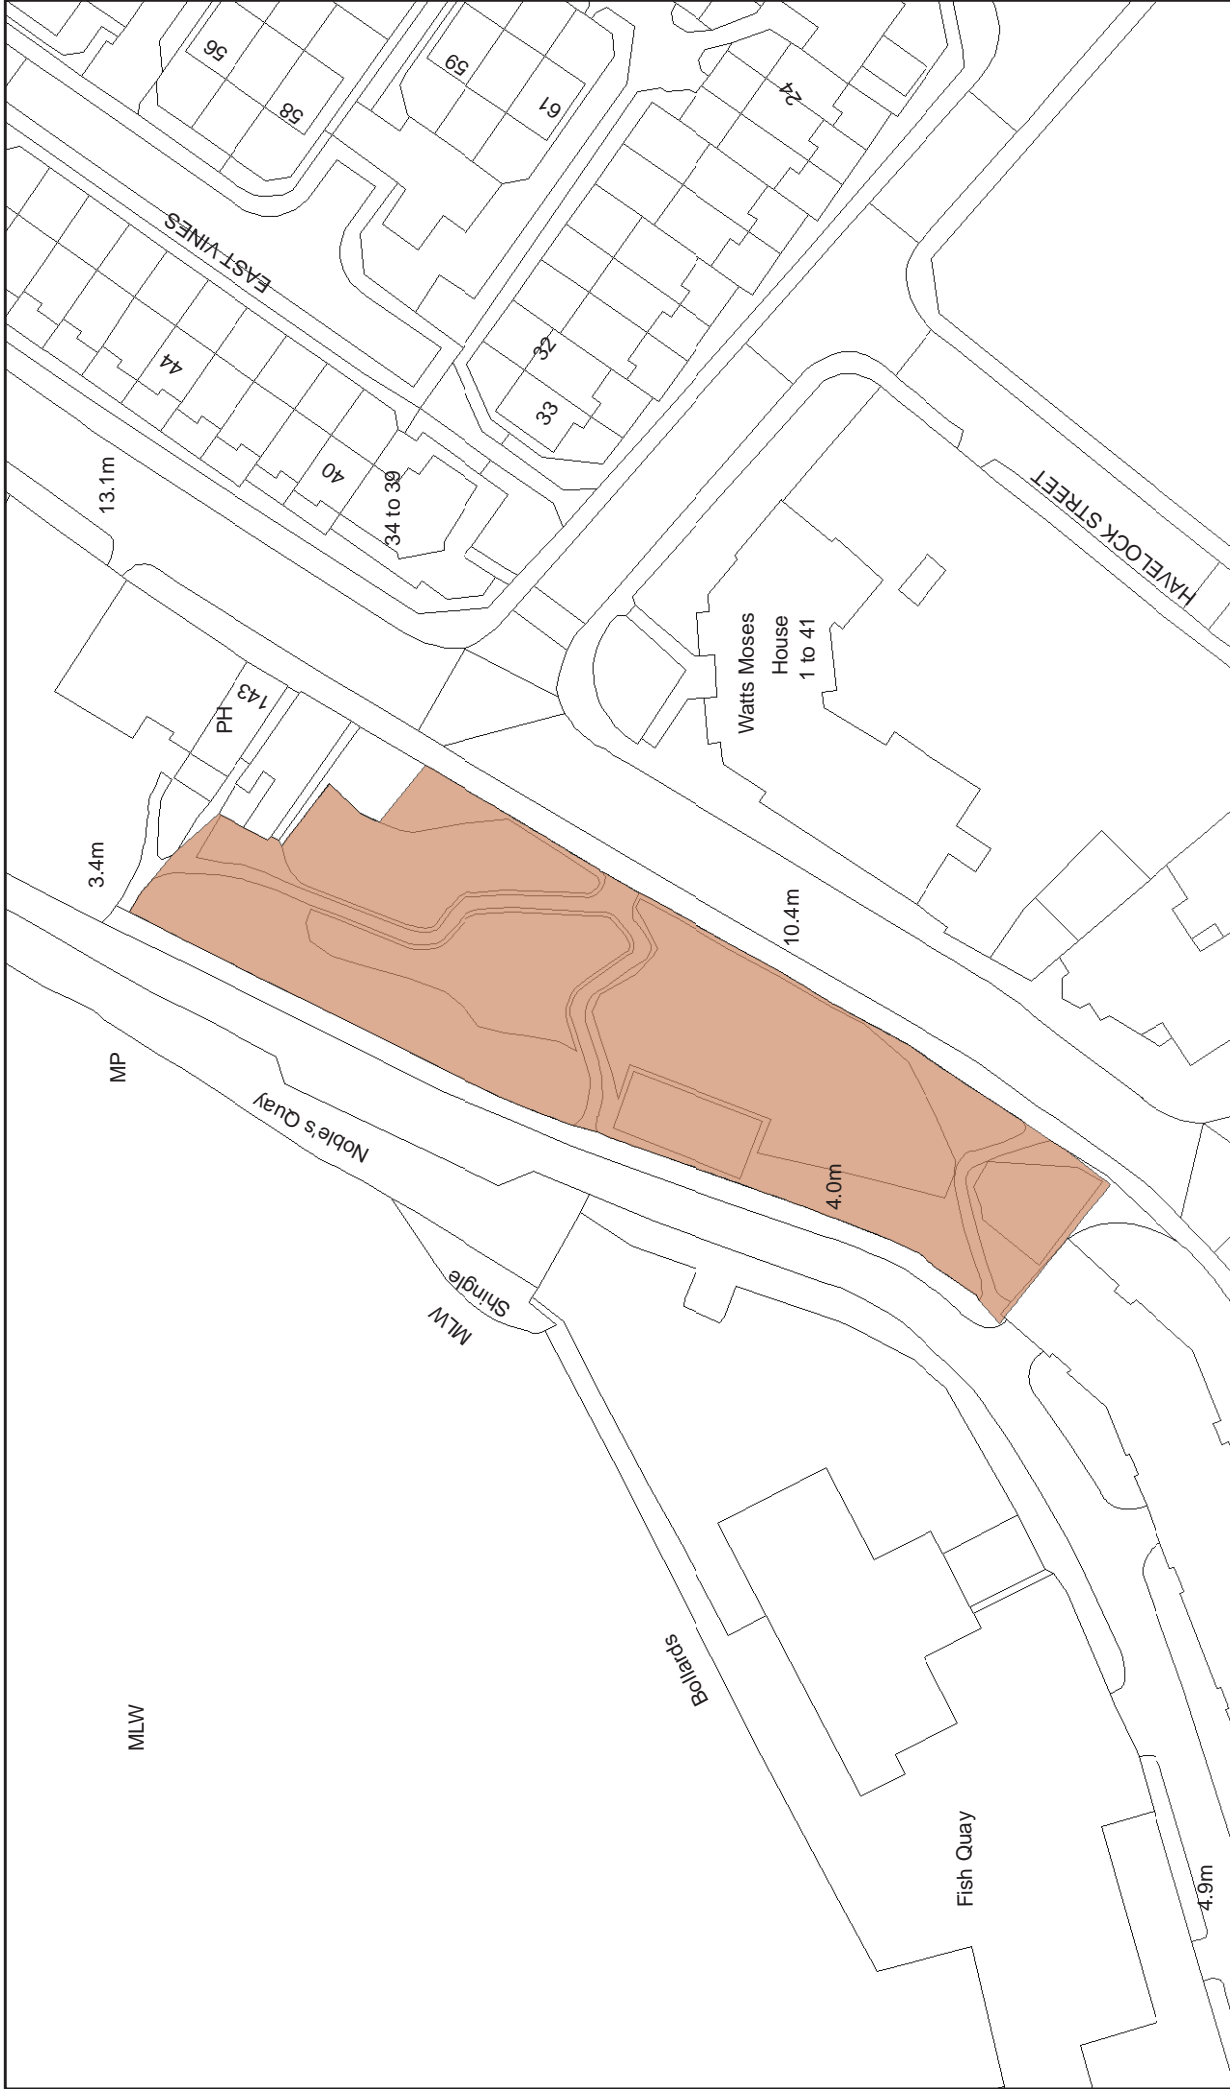 56
58
59
61
24
EAST VINES
44
40
34 to 39
32
33
13.1m
143
PH
3.4m
HAVELOCK STREET
Watts Moses
House
1 to 41
10.4m
MP
Noble's Quay
4.0m
Shingle
MLW
Bollards
MLW
Fish Quay
4.9m